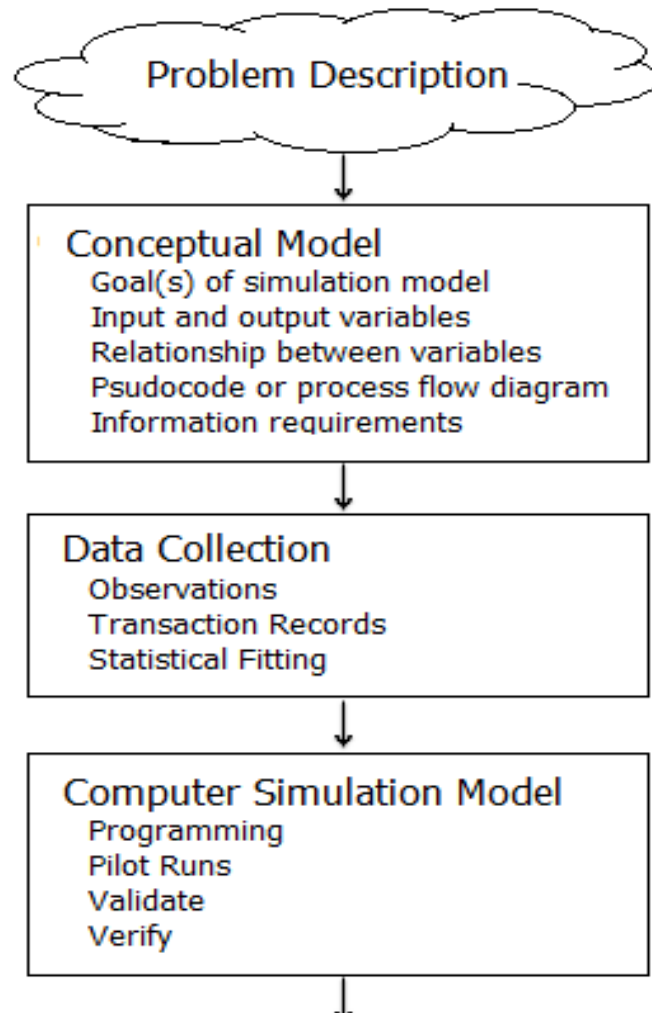 Problem Description
Conceptual Model
Goal(s) of simulation model
Input and output variables
Relationship between variables
Psudocode or process flow diagram
Information requirements
Data Collection
Observations
Transaction Records
Statistical Fitting
Computer Simulation Model
Programming
Pilot Runs
Validate
Verify